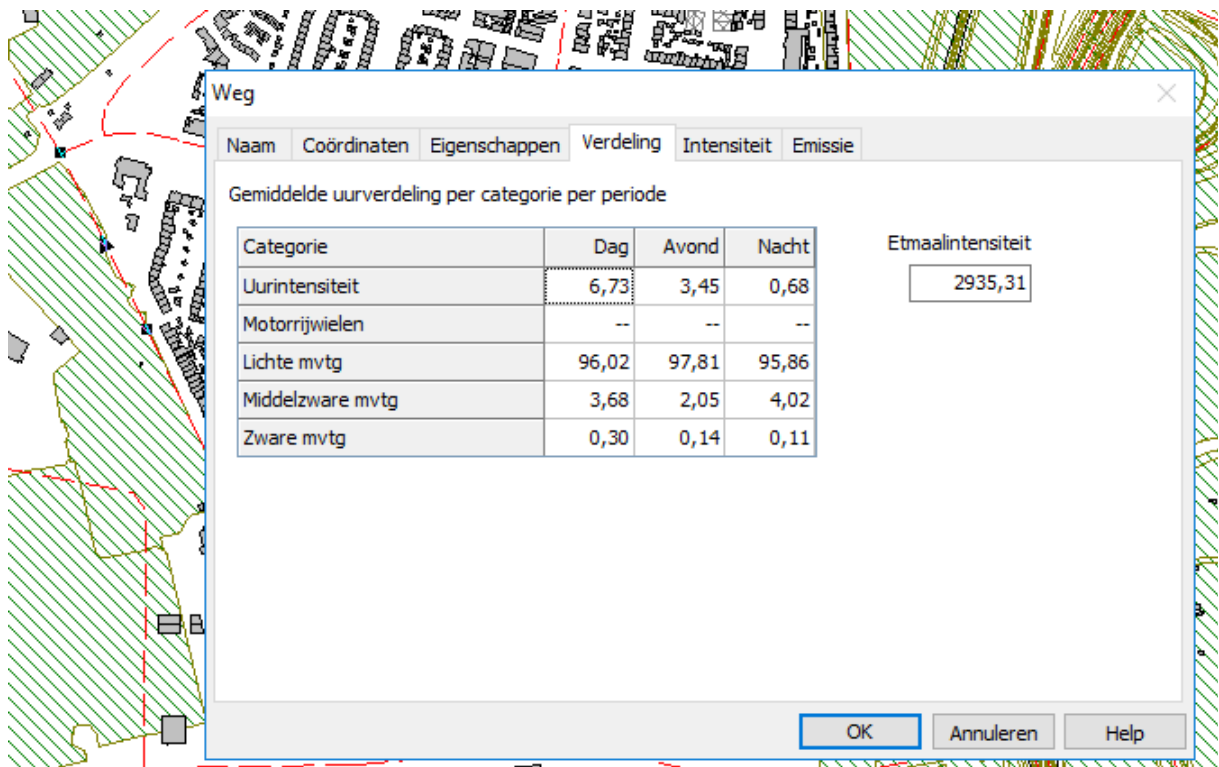 Weg
Naam Coördinaten Eigenschappen Verdeling Intensiteit Emissie
Gemiddelde uurverdeling per categorie per periode
Categorie Dag Avond Nacht
Etmaalintensiteit
Uurintensiteit 6,73 3,45 0,68
2935,31
Motorrijwielen -- -- --
Lichte mvtg 96,02 97,81 95,86
Middelzware mvtg 3,68 2,05 4,02
Zware mvtg 0,30 0,14 0,11
OK Annuleren Help